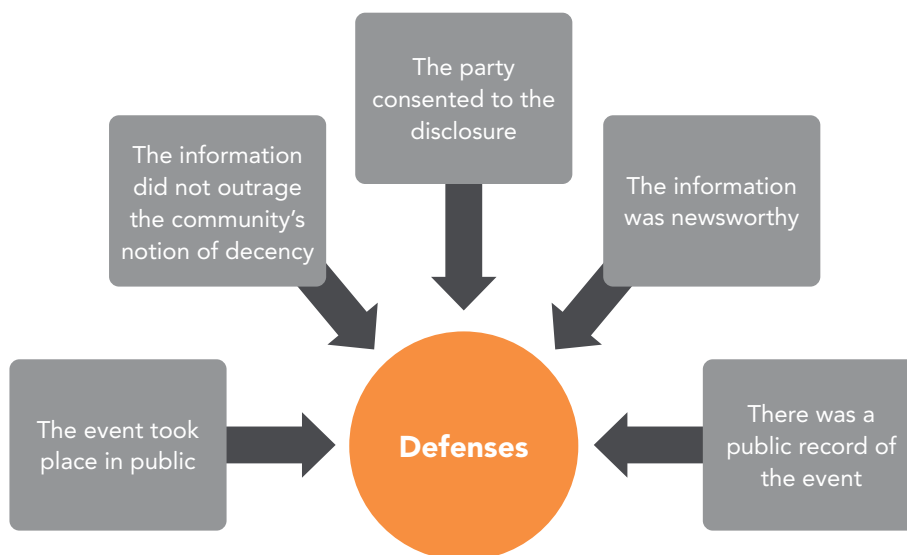 The party
consented to the
disclosure
The information
did not outrage
the community's
notion of decency
The information
was newsworthy
The event took
place in public
Defenses
There was a
public record of
the event